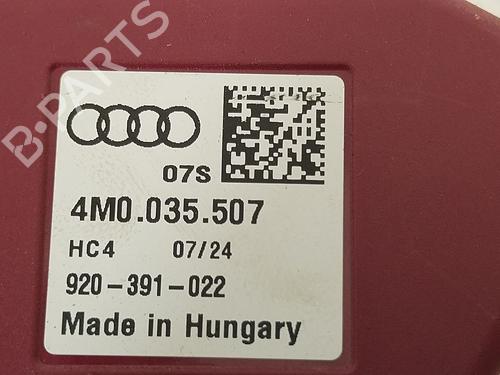 B-PARTS
07S
4M0.035.507
HC4 07/24
920-391-022
Made in Hungary